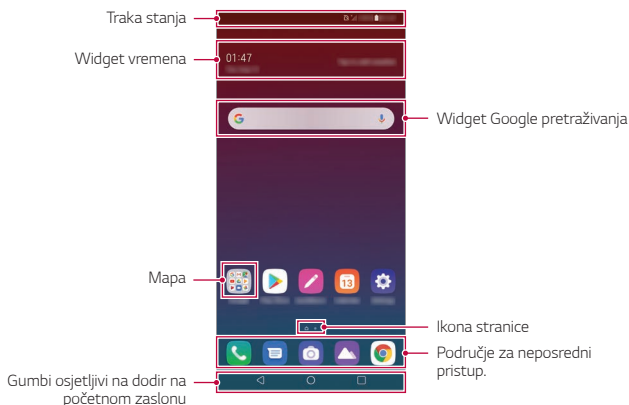 Traka stanja
Widget vremena
01:47
Widget Google pretraživanja
Mapa
13
Ikona stranice
Područje za neposredni
pristup.
Gumbi osjetljivi na dodir na
početnom zaslonu